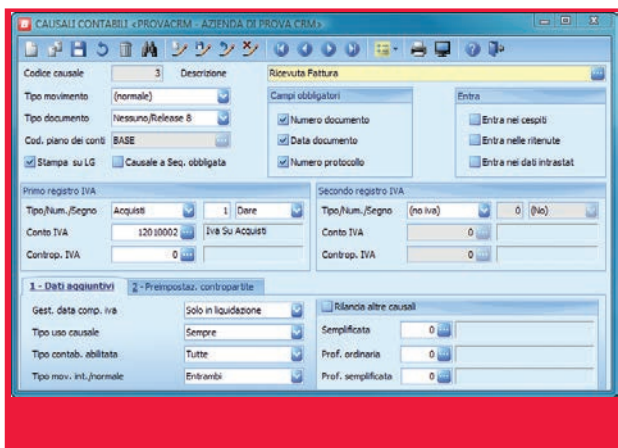 CAUSALI CONTABILI «PROVACRM - AZIENDA DI PROVA CRM»
Codice causale 3 Descrizione Ricevuta Fattura
Tipo movimento (normale) Campi obbligatori Entra
Tipo documento Nessuno/Release 8 Numero documento Entra nei cespiti
Cod. piano dei conti BASE Data documento Entra nelle ritenute
Stampa su LG Causale a Seq. obbligata Numero protocollo Entra nei dati intrastat
Primo registro IVA Secondo registro IVA
Tipo/Num./Segno Acquisti 1 Dare Tipo/Num./Segno (no iva) 0 (No)
Conto IVA 12010002 Iva Su Acquisti Conto IVA 0
Controp. IVA 0 Controp. IVA 0
1 - Dati aggiuntivi 2 - Preimpostaz. contropartite
Gest. data comp. iva Solo in liquidazione Rilancia altre causali
Tipo uso causale Sempre Semplificata 0
Tipo contab. abilitata Tutte Prof. ordinaria 0
Tipo mov. int./normale Entrambi Prof. semplificata 0